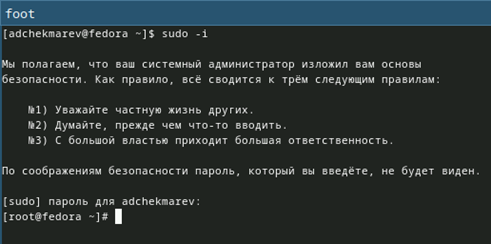 foot
[adchekmarev@fedora ~]$ sudo -i
Мы полагаем, что ваш системный администратор изложил вам основы
безопасности. Как правило, всё сводится к трём следующим правилам:
№1) Уважайте частную жизнь других.
№2) Думайте, прежде чем что-то вводить.
№3) С большой властью приходит большая ответственность.
По соображениям безопасности пароль, который вы введёте, не будет виден.
[sudo] пароль для adchekmarev:
[root@fedora ~]#